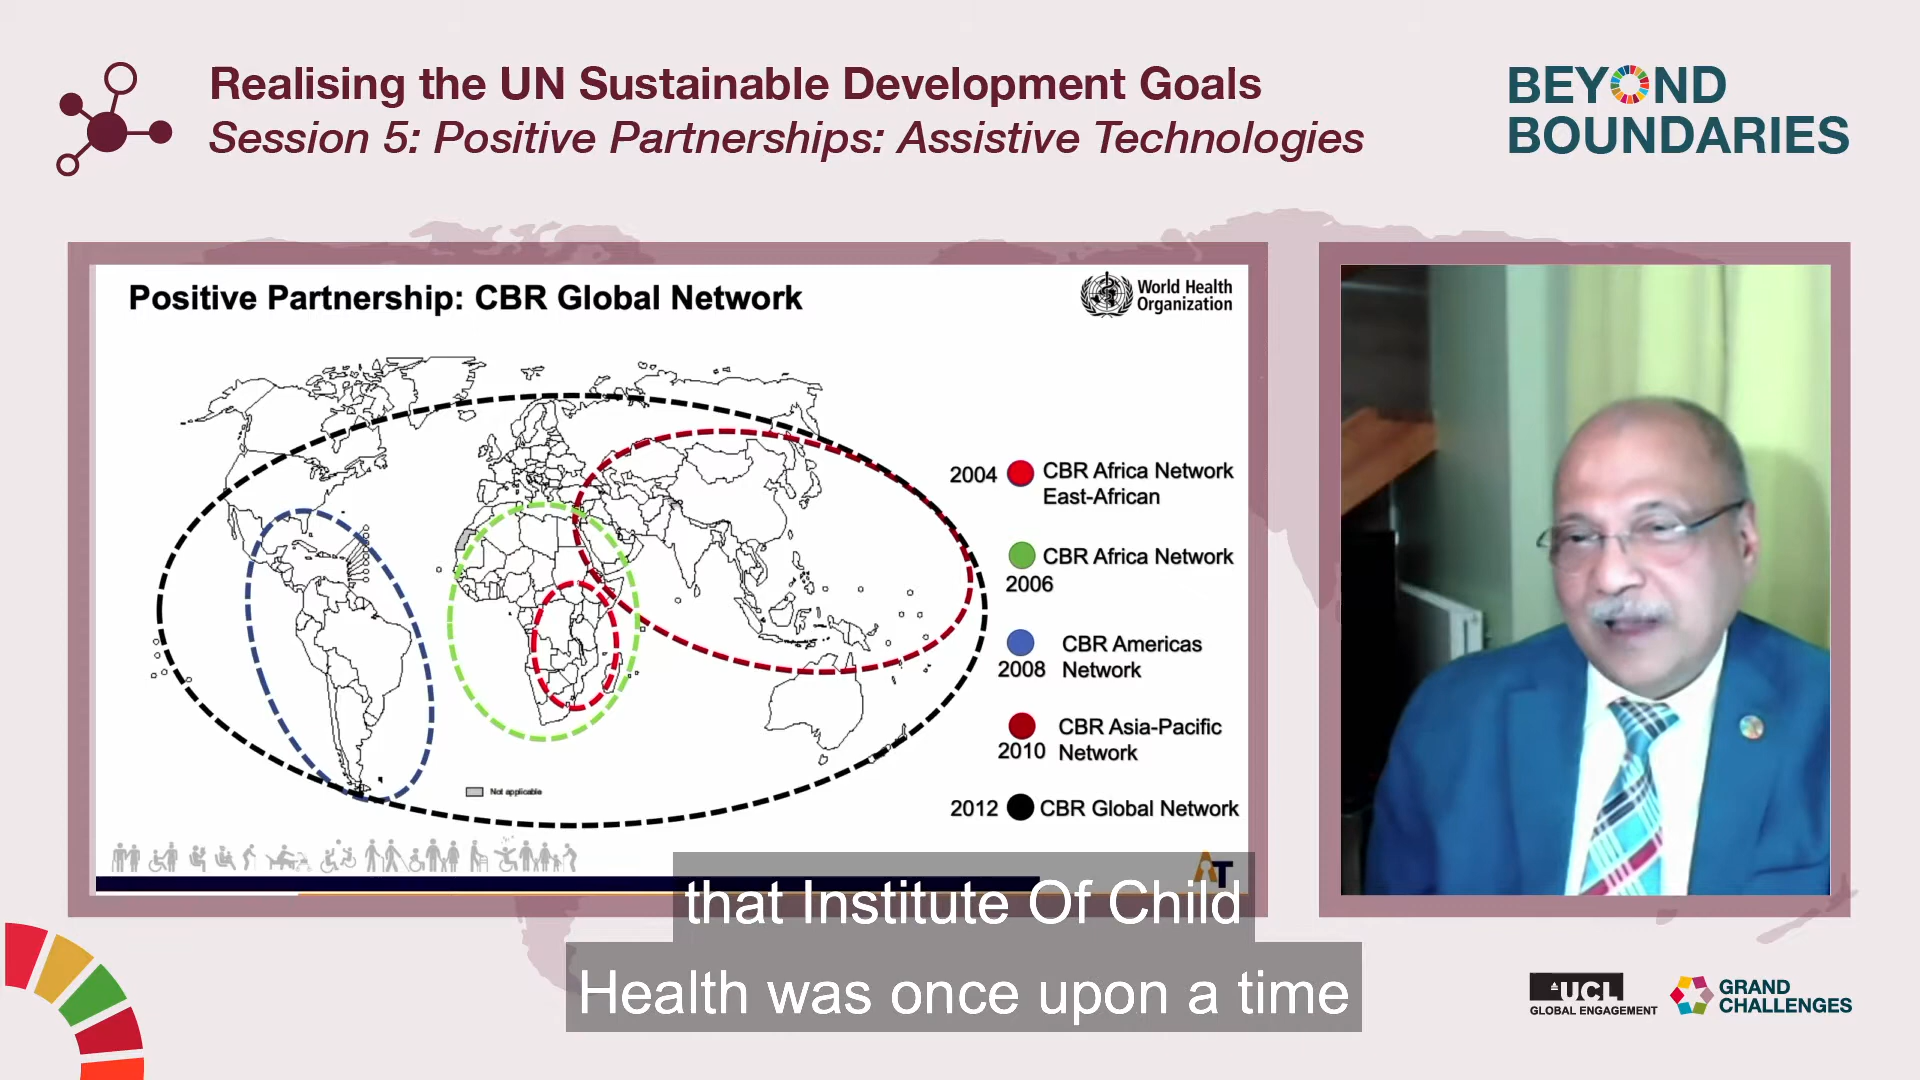 Realising the UN Sustainable Development Goals
Session 5: Positive Partnerships: Assistive Technologies
BEYOND
BOUNDARIES
Positive Partnership: CBR Global Network
World Health
Organization
2004 CBR Africa Network
East-African
CBR Africa Network
2006
CBR Americas
2008 Network
CBR Asia-Pacific
2010 Network
2012 CBR Global Network
Not applicable
AT
that Institute Of Child
Health was once upon a time
UCL
GLOBAL ENGAGEMENT
GRAND
CHALLENGES